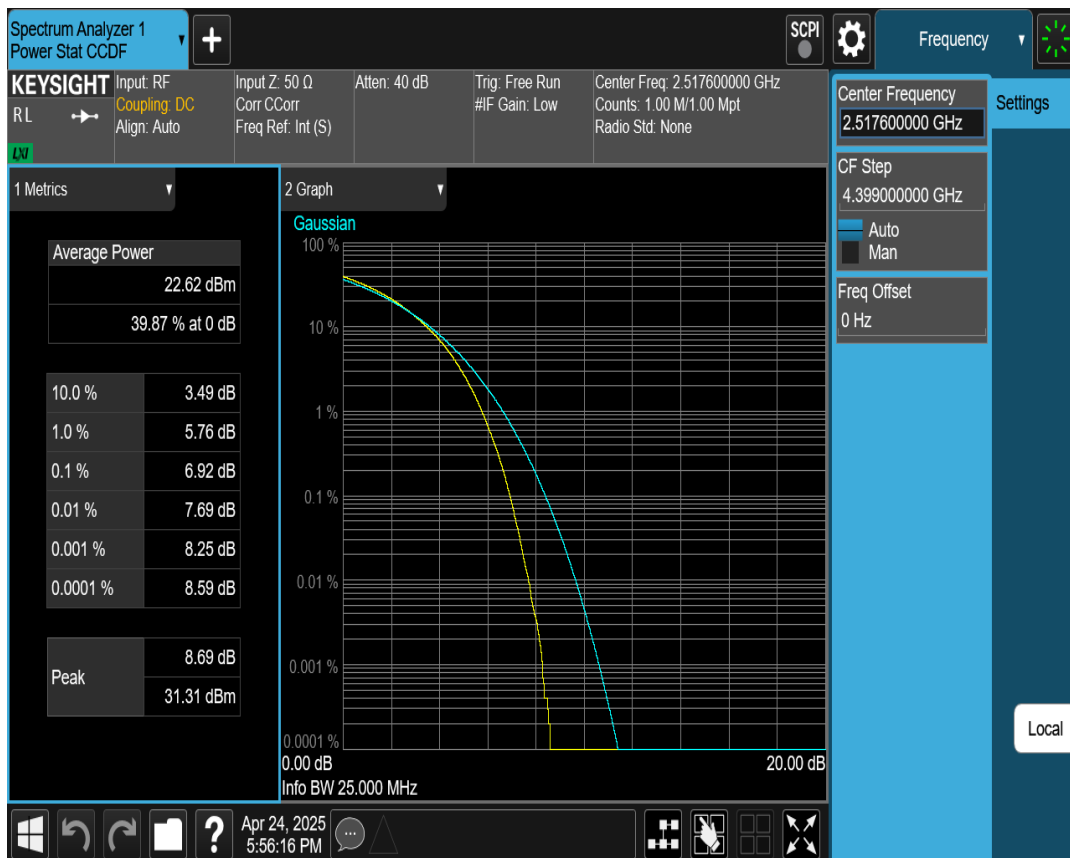 Spectrum Analyzer 1
Power Stat CCDF
+
SCPI
Frequency
KEYSIGHT
RL
LXI
Input: RF
Coupling: DC
Align: Auto
Input Z: 50 Ω
Corr CCorr
Freq Ref: Int (S)
Atten: 40 dB
Trig: Free Run
#IF Gain: Low
Center Freq: 2.517600000 GHz
Counts: 1.00 M/1.00 Mpt
Radio Std: None
Center Frequency
2.517600000 GHz
Settings
CF Step
4.399000000 GHz
Auto
Man
Freq Offset
0 Hz
Local
1 Metrics
Average Power
22.62 dBm
39.87 % at 0 dB
10.0 % 3.49 dB
1.0 % 5.76 dB
0.1 % 6.92 dB
0.01 % 7.69 dB
0.001 % 8.25 dB
0.0001 % 8.59 dB
Peak
8.69 dB
31.31 dBm
2 Graph
Gaussian
100 %
10 %
1 %
0.1 %
0.01 %
0.001 %
0.0001 %
0.00 dB 20.00 dB
Info BW 25.000 MHz
?
Apr 24, 2025
5:56:16 PM